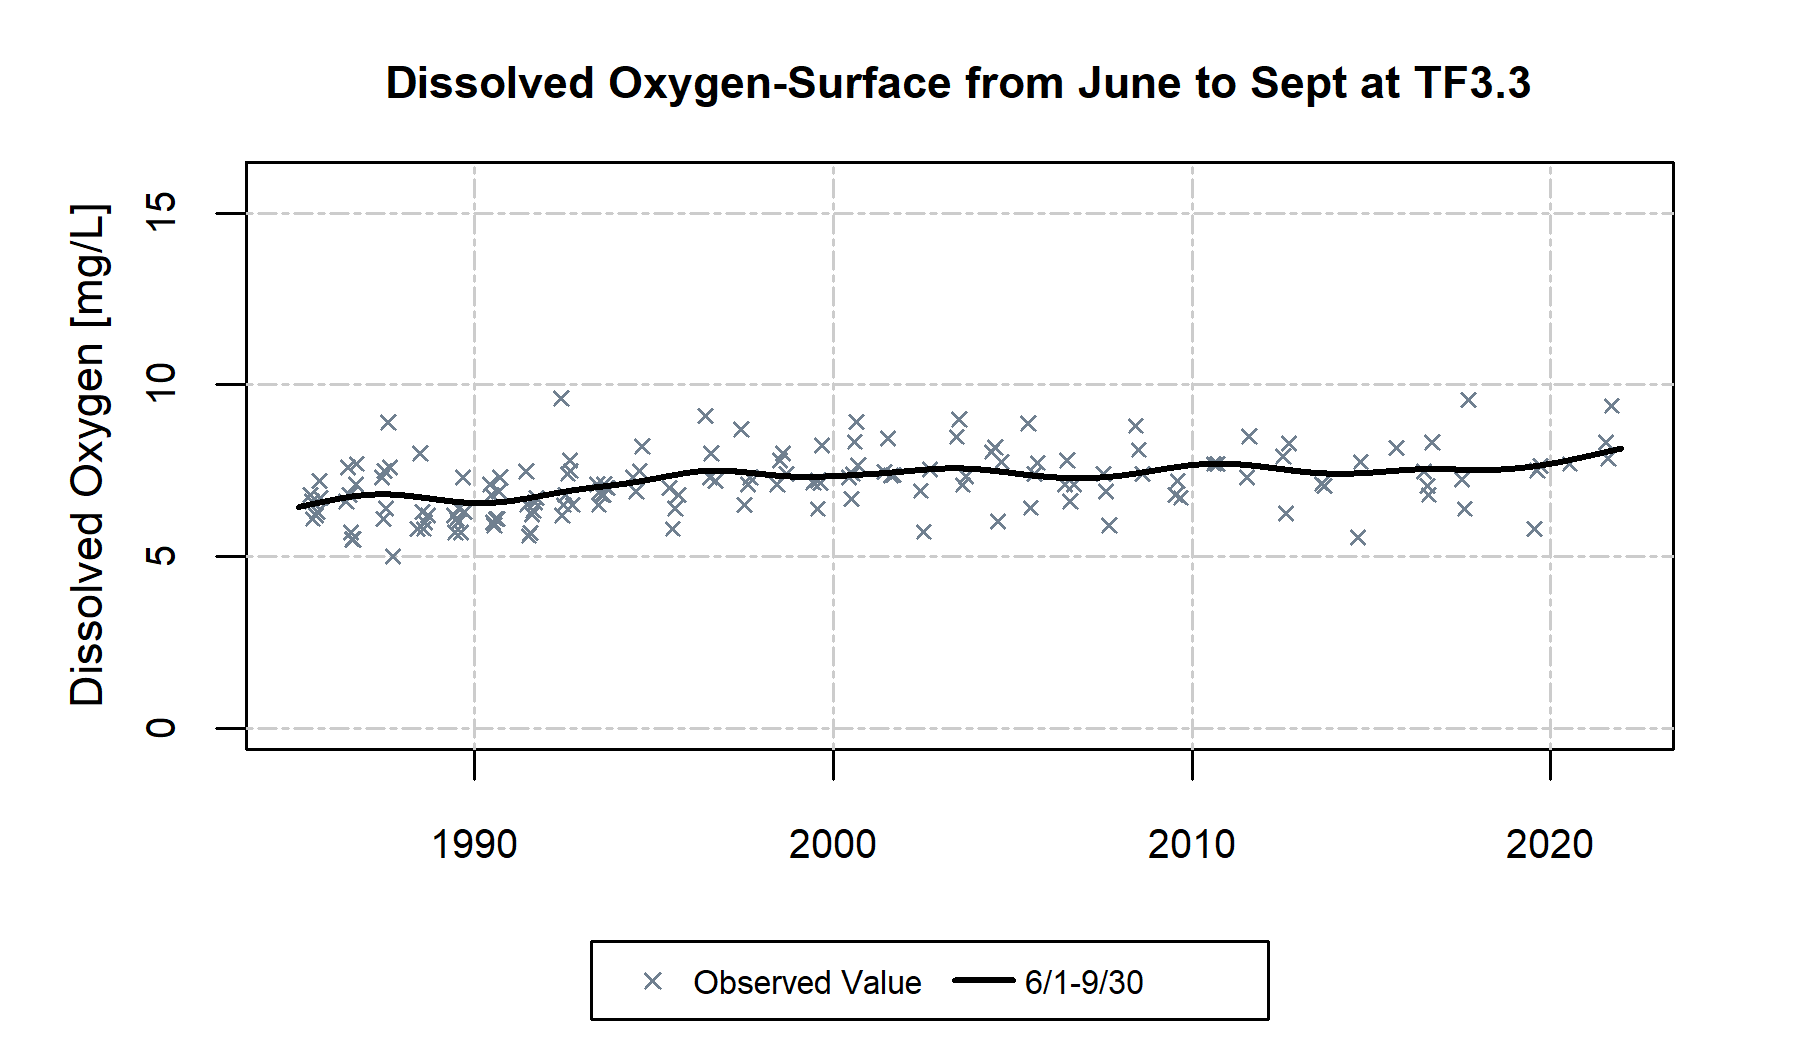 Dissolved Oxygen-Surface from June to Sept at TF3.3
Dissolved Oxygen [mg/L]
15
10
5
0
1990 2000 2010 2020
Observed Value 6/1-9/30